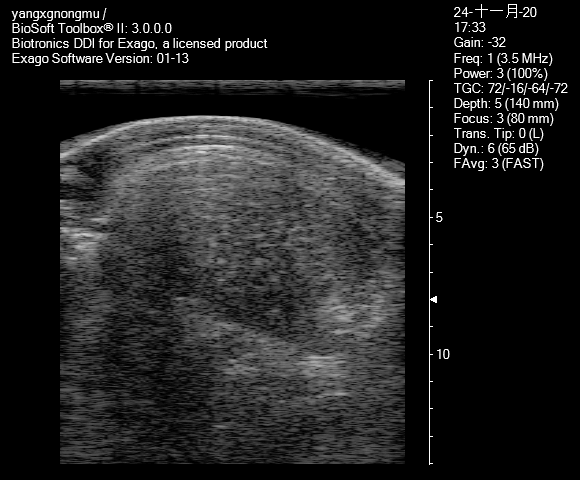 yangxgnongmu /
BioSoft Toolbox® II: 3.0.0.0
Biotronics DDI for Exago, a licensed product
Exago Software Version: 01-13
24-十一月-20
17:33
Gain: -32
Freq: 1 (3.5 MHz)
Power: 3 (100%)
TGC: 72/-16/-64/-72
Depth: 5 (140 mm)
Focus: 3 (80 mm)
Trans. Tip: 0 (L)
Dyn.: 6 (65 dB)
FAvg: 3 (FAST)
5
10